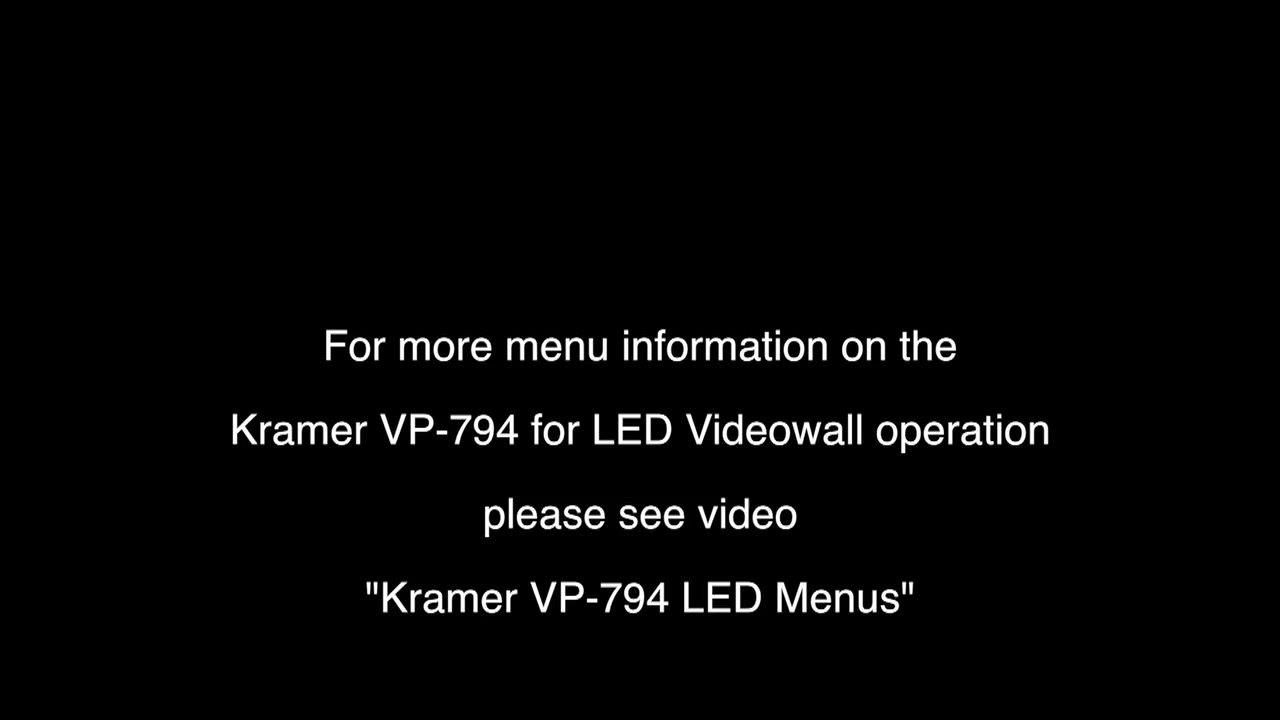 For more menu information on the
Kramer VP-794 for LED Videowall operation
please see video
"Kramer VP-794 LED Menus"